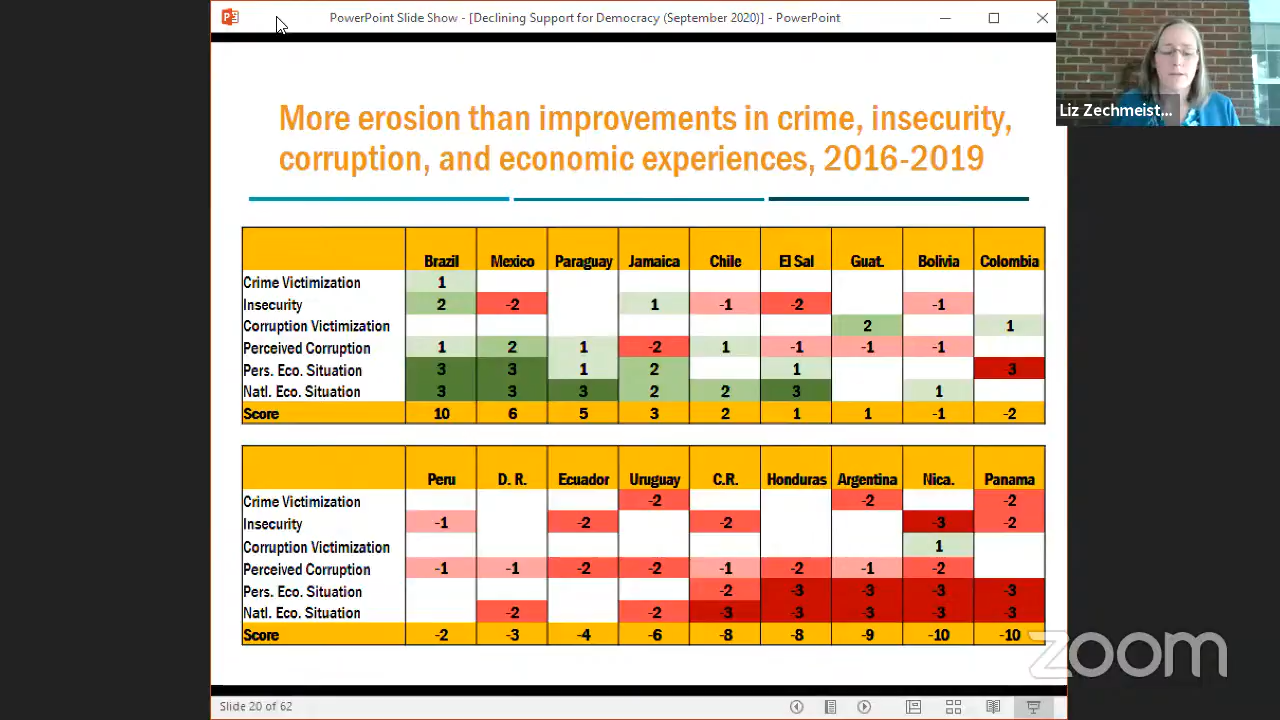 PowerPoint Slide Show - [Declining Support for Democracy (September 2020)] - PowerPoint
Liz Zechmeist...
More erosion than improvements in crime, insecurity,
corruption, and economic experiences, 2016-2019
Brazil Mexico Paraguay Jamaica Chile El Sal Guat. Bolivia Colombia
Crime Victimization 1
Insecurity 2 -2 1 -1 -2 -1
Corruption Victimization 2 1
Perceived Corruption 1 2 1 -2 1 -1 -1 -1
Pers. Eco. Situation 3 3 1 2 1 -3
Natl. Eco. Situation 3 3 3 2 2 3 1
Score 10 6 5 3 2 1 1 -1 -2
Peru D. R. Ecuador Uruguay C.R. Honduras Argentina Nica. Panama
Crime Victimization -2 -2 -2
Insecurity -1 -2 -2 -3 -2
Corruption Victimization 1
Perceived Corruption -1 -1 -2 -2 -1 -2 -1 -2
Pers. Eco. Situation -2 -3 -3 -3 -3
Natl. Eco. Situation -2 -2 -3 -3 -3 -3 -3
Score -2 -3 -4 -6 -8 -8 -9 -10 -10
zoom
Slide 20 of 62